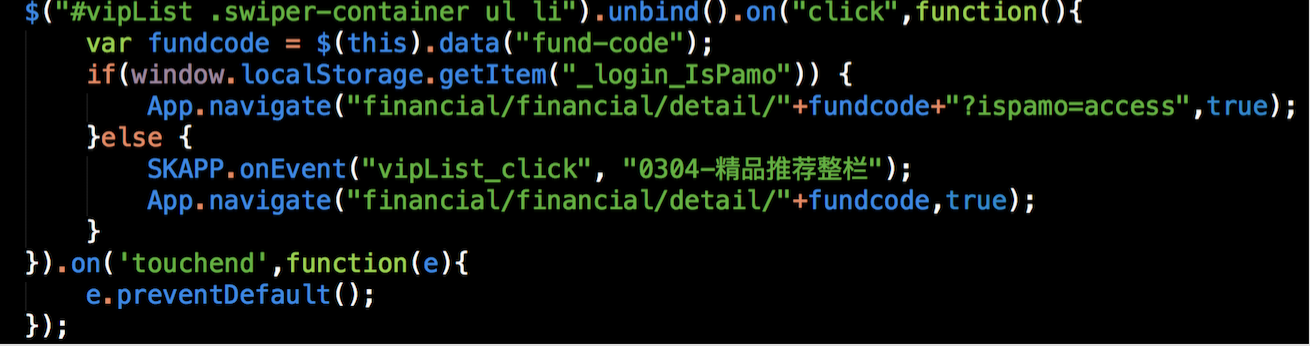 $("#vipList .swiper-container ul li").unbind().on("click",function(){
var fundcode = $(this).data("fund-code");
if(window.localStorage.getItem("_login_IsPamo")) {
App.navigate("financial/financial/detail/"+fundcode+"?ispamo=access",true);
}else {
SKAPP.onEvent("vipList_click", "0304-精品推荐整栏");
App.navigate("financial/financial/detail/"+fundcode,true);
}
}).on('touchend',function(e){
e.preventDefault();
});